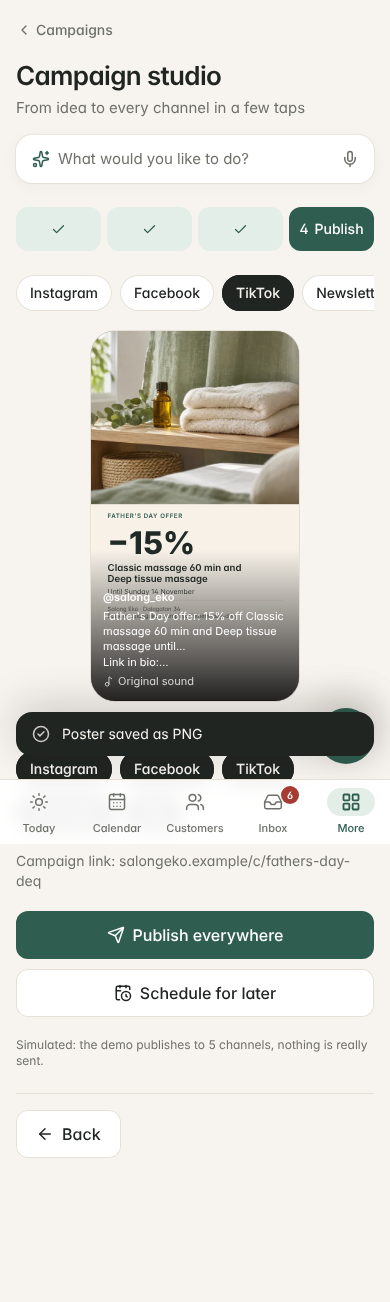 Campaigns
Campaign studio
From idea to every channel in a few taps
What would you like to do?
4 Publish
Instagram Facebook TikTok Newslett
FATHER'S DAY OFFER
−15%
Classic massage 60 min and
Deep tissue massage
Until Sunday 14 November
@salong_eko
Salong Eko · Dalagatan 34
Father's Day offer: 15% off Classic
massage 60 min and Deep tissue
massage until…
Link in bio:…
Original sound
Poster saved as PNG
Instagram Facebook TikTok
6
Today Calendar Customers Inbox More
Campaign link: salongeko.example/c/fathers-day-
deq
Publish everywhere
Schedule for later
Simulated: the demo publishes to 5 channels, nothing is really
sent.
Back